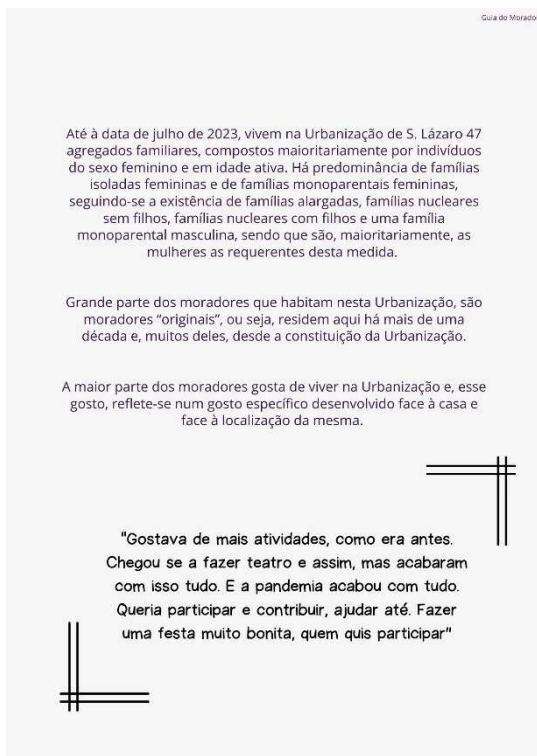 Guia do Morador
Até à data de julho de 2023, vivem na Urbanização de S. Lázaro 47
agregados familiares, compostos maioritariamente por indivíduos
do sexo feminino e em idade ativa. Há predominância de famílias
isoladas femininas e de famílias monoparentais femininas,
seguindo-se a existência de famílias alargadas, famílias nucleares
sem filhos, famílias nucleares com filhos e uma família
monoparental masculina, sendo que são, maioritariamente, as
mulheres as requerentes desta medida.
Grande parte dos moradores que habitam nesta Urbanização, são
moradores “originais”, ou seja, residem aqui há mais de uma
década e, muitos deles, desde a constituição da Urbanização.
A maior parte dos moradores gosta de viver na Urbanização e, esse
gosto, reflete-se num gosto específico desenvolvido face à casa e
face à localização da mesma.
"Gostava de mais atividades, como era antes.
Chegou se a fazer teatro e assim, mas acabaram
com isso tudo. E a pandemia acabou com tudo.
Queria participar e contribuir, ajudar até. Fazer
uma festa muito bonita, quem quis participar"